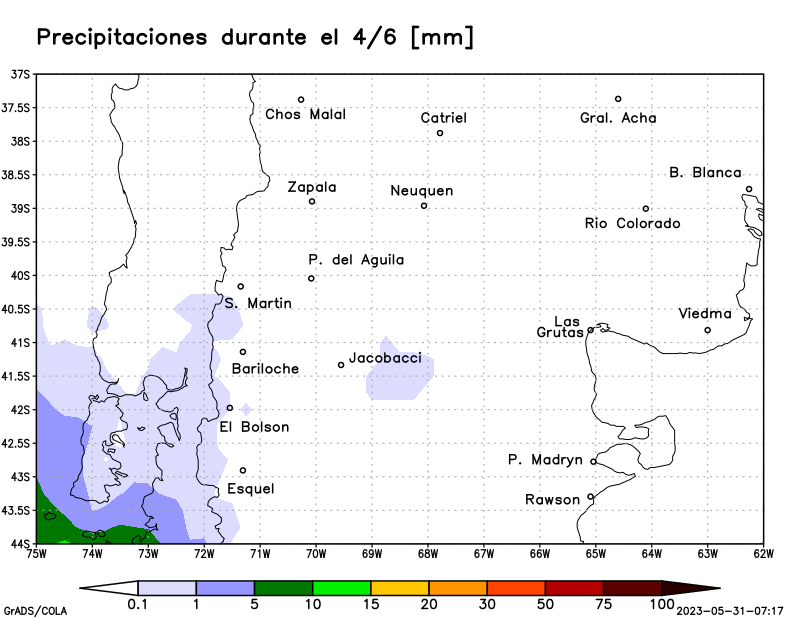 Precipitaciones durante el 4/6 [mm]
37S
Chos Malal
Gral. Acha
37.5S
Catriel
38S
B. Blanca
38.5S
Zapala
Neuquen
39S
Rio Colorado
39.5S
P. del Aguila
40S
S. Martin
40.5S
Viedma
Las
Grutas
41S
Jacobacci
Bariloche
41.5S
42S
El Bolson
42.5S
P. Madryn
43S
Esquel
Rawson
43.5S
44S
75W 74W 73W 72W 71W 70W 69W 68W 67W 66W 65W 64W 63W 62W
0.1 1 5 10 15 20 30 50 75 100
GrADS/COLA
2023-05-31-07:17